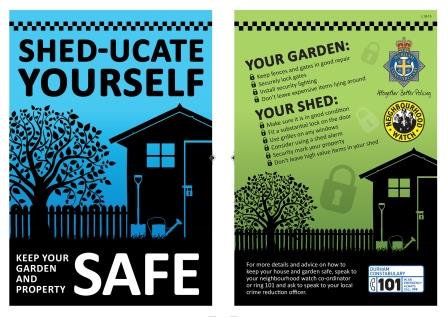 SHED-UCATE
YOURSELF
KEEP YOUR
GARDEN
AND
PROPERTY
SAFE
YOUR GARDEN:
Keep fences and gates in good repair
Securely lock gates
Install security lighting
Don't leave expensive items lying around
YOUR SHED:
Make sure it is in good condition
Fit a substantial lock on the door
Use grilles on any windows
Consider using a shed alarm
Security mark your property
Don't leave high value items in your shed
Altogether Better Policing
NEIGHBOURHOOD
WATCH
For more details and advice on how to
keep your house and garden safe, speak to
your neighbourhood watch co-ordinator
or ring 101 and ask to speak to your local
crime reduction officer.
DURHAM
CONSTABULARY
101